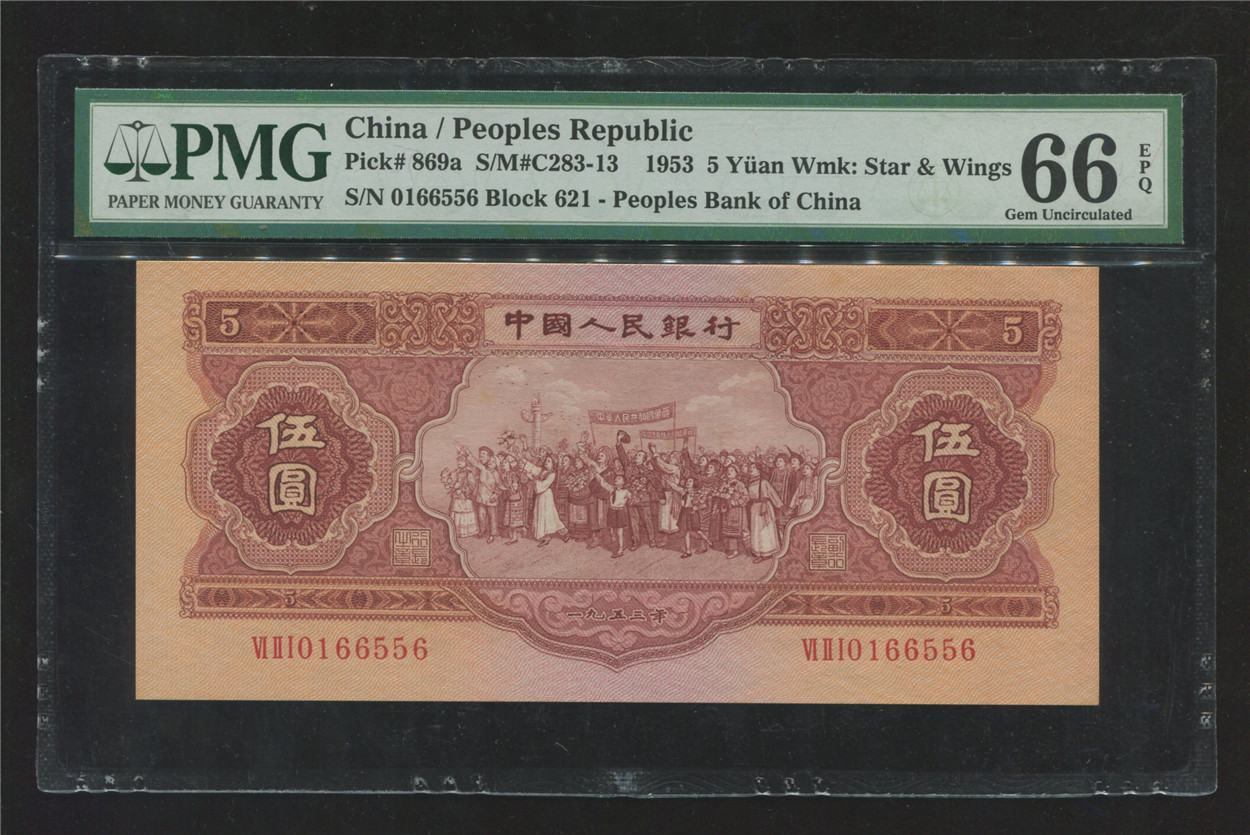 PMG
PAPER MONEY GUARANTY
China / Peoples Republic
Pick# 869a S/M#C283-13 1953 5 Yüan Wmk: Star & Wings
S/N 0166556 Block 621 - Peoples Bank of China
66
EPQ
Gem Uncirculated
5
中國人民銀行
5
伍圓
伍圓
5
一九五三年
5
ⅥⅡⅠ0166556
ⅥⅡⅠ0166556